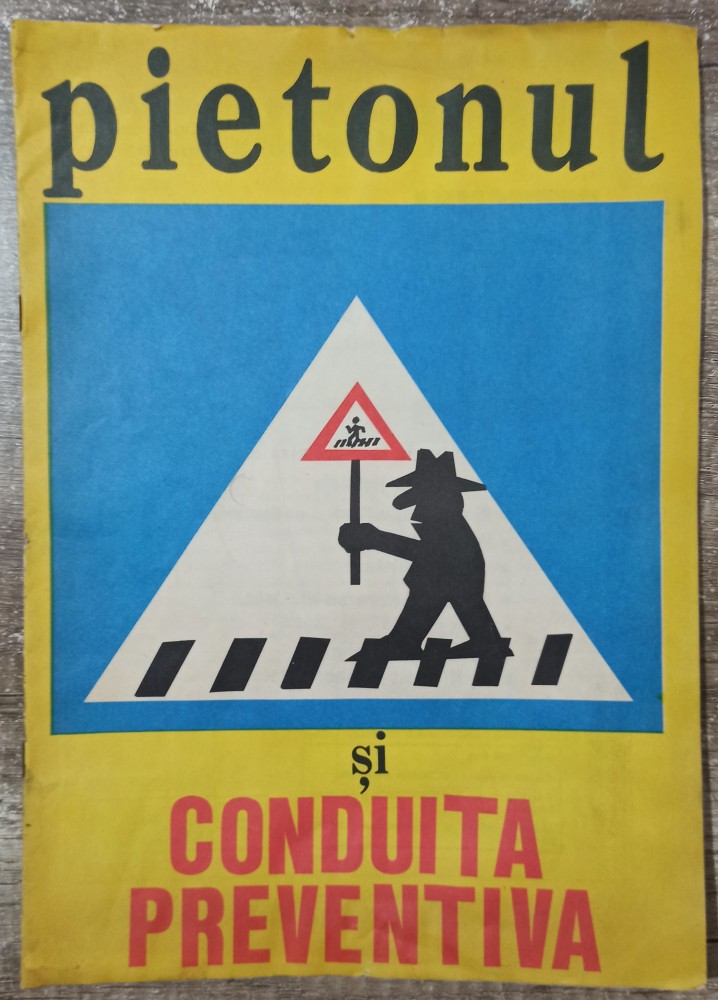 pietonul
și
CONDUITA
PREVENTIVA